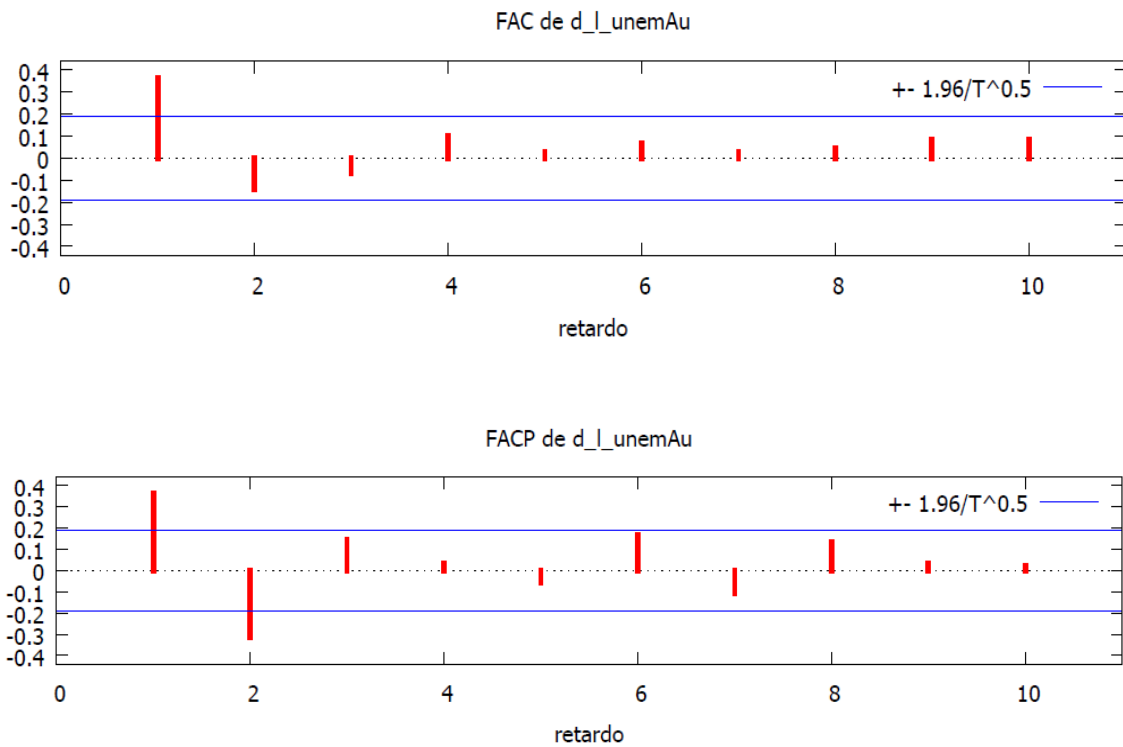 FAC de d_l_unemAu
+- 1.96/T^0.5
0.4
0.3
0.2
0.1
0
-0.1
-0.2
-0.3
-0.4
0 2 4 6 8 10
retardo
FACP de d_l_unemAu
+- 1.96/T^0.5
0.4
0.3
0.2
0.1
0
-0.1
-0.2
-0.3
-0.4
0 2 4 6 8 10
retardo